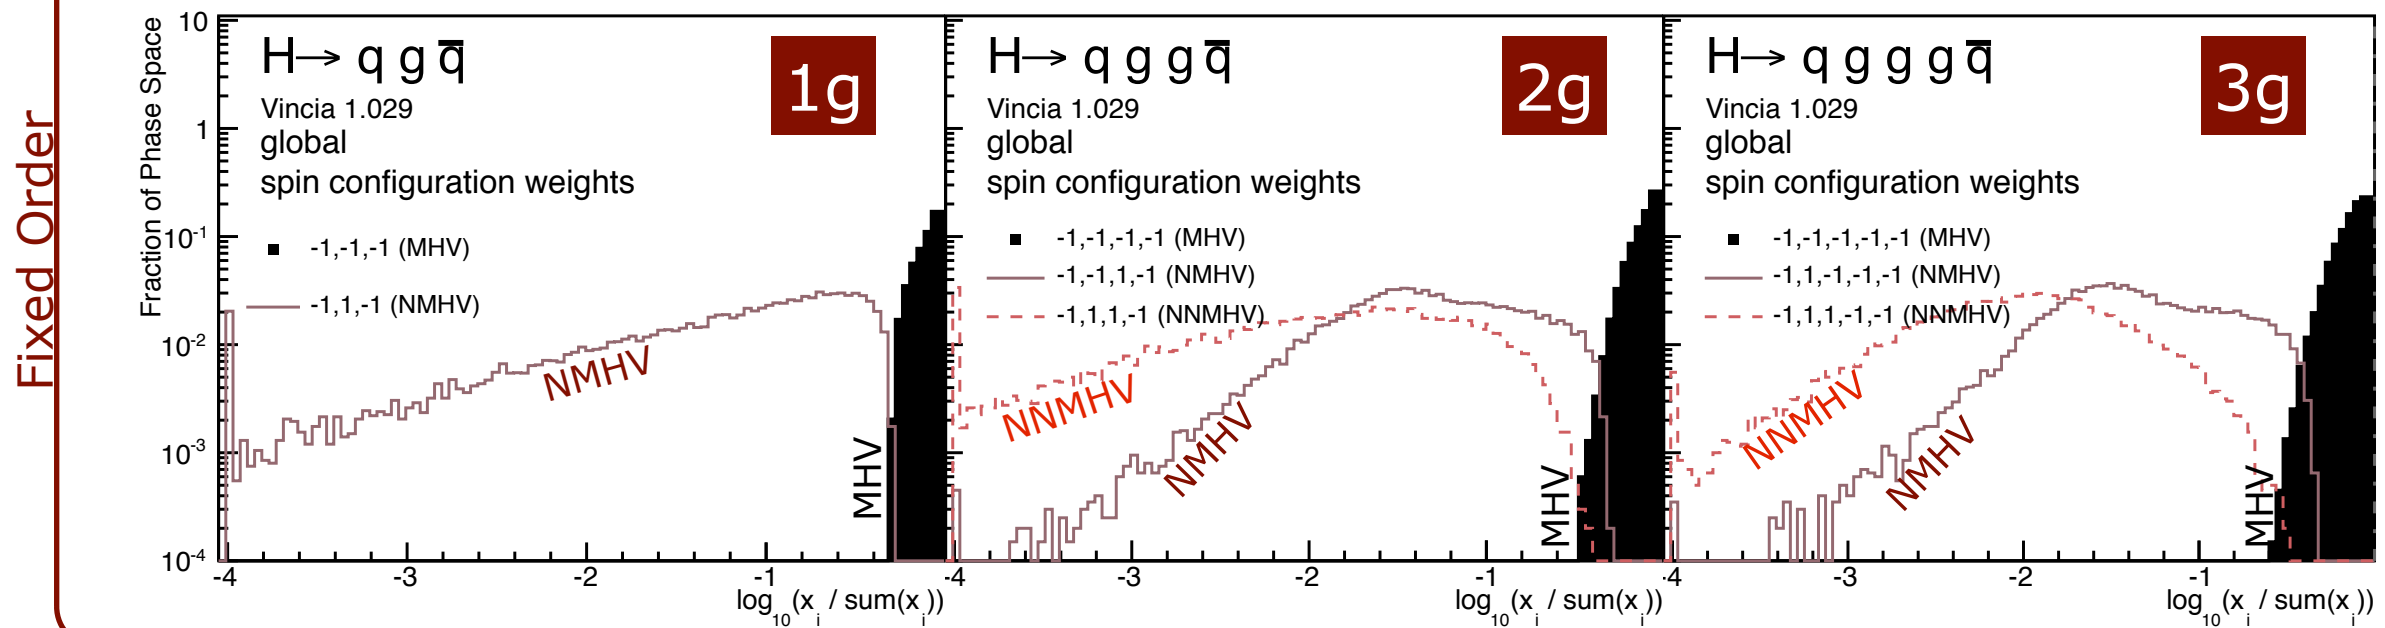 Fixed Order
Fraction of Phase Space
10
1
10-1
10-2
10-3
10-4
H→ q g q̅
1g
Vincia 1.029
global
spin configuration weights
-1,-1,-1 (MHV)
-1,1,-1 (NMHV)
NMHV
MHV
-4 -3 -2 -1
log10(xi / sum(xi))
H→ q g g q̅
2g
Vincia 1.029
global
spin configuration weights
-1,-1,-1,-1 (MHV)
-1,-1,1,-1 (NMHV)
-1,1,1,-1 (NNMHV)
NNMHV
NMHV
MHV
-4 -3 -2 -1
log10(xi / sum(xi))
H→ q g g g q̅
3g
Vincia 1.029
global
spin configuration weights
-1,-1,-1,-1,-1 (MHV)
-1,1,-1,-1,-1 (NMHV)
-1,1,1,-1,-1 (NNMHV)
NNMHV
NMHV
MHV
-4 -3 -2 -1
log10(xi / sum(xi))